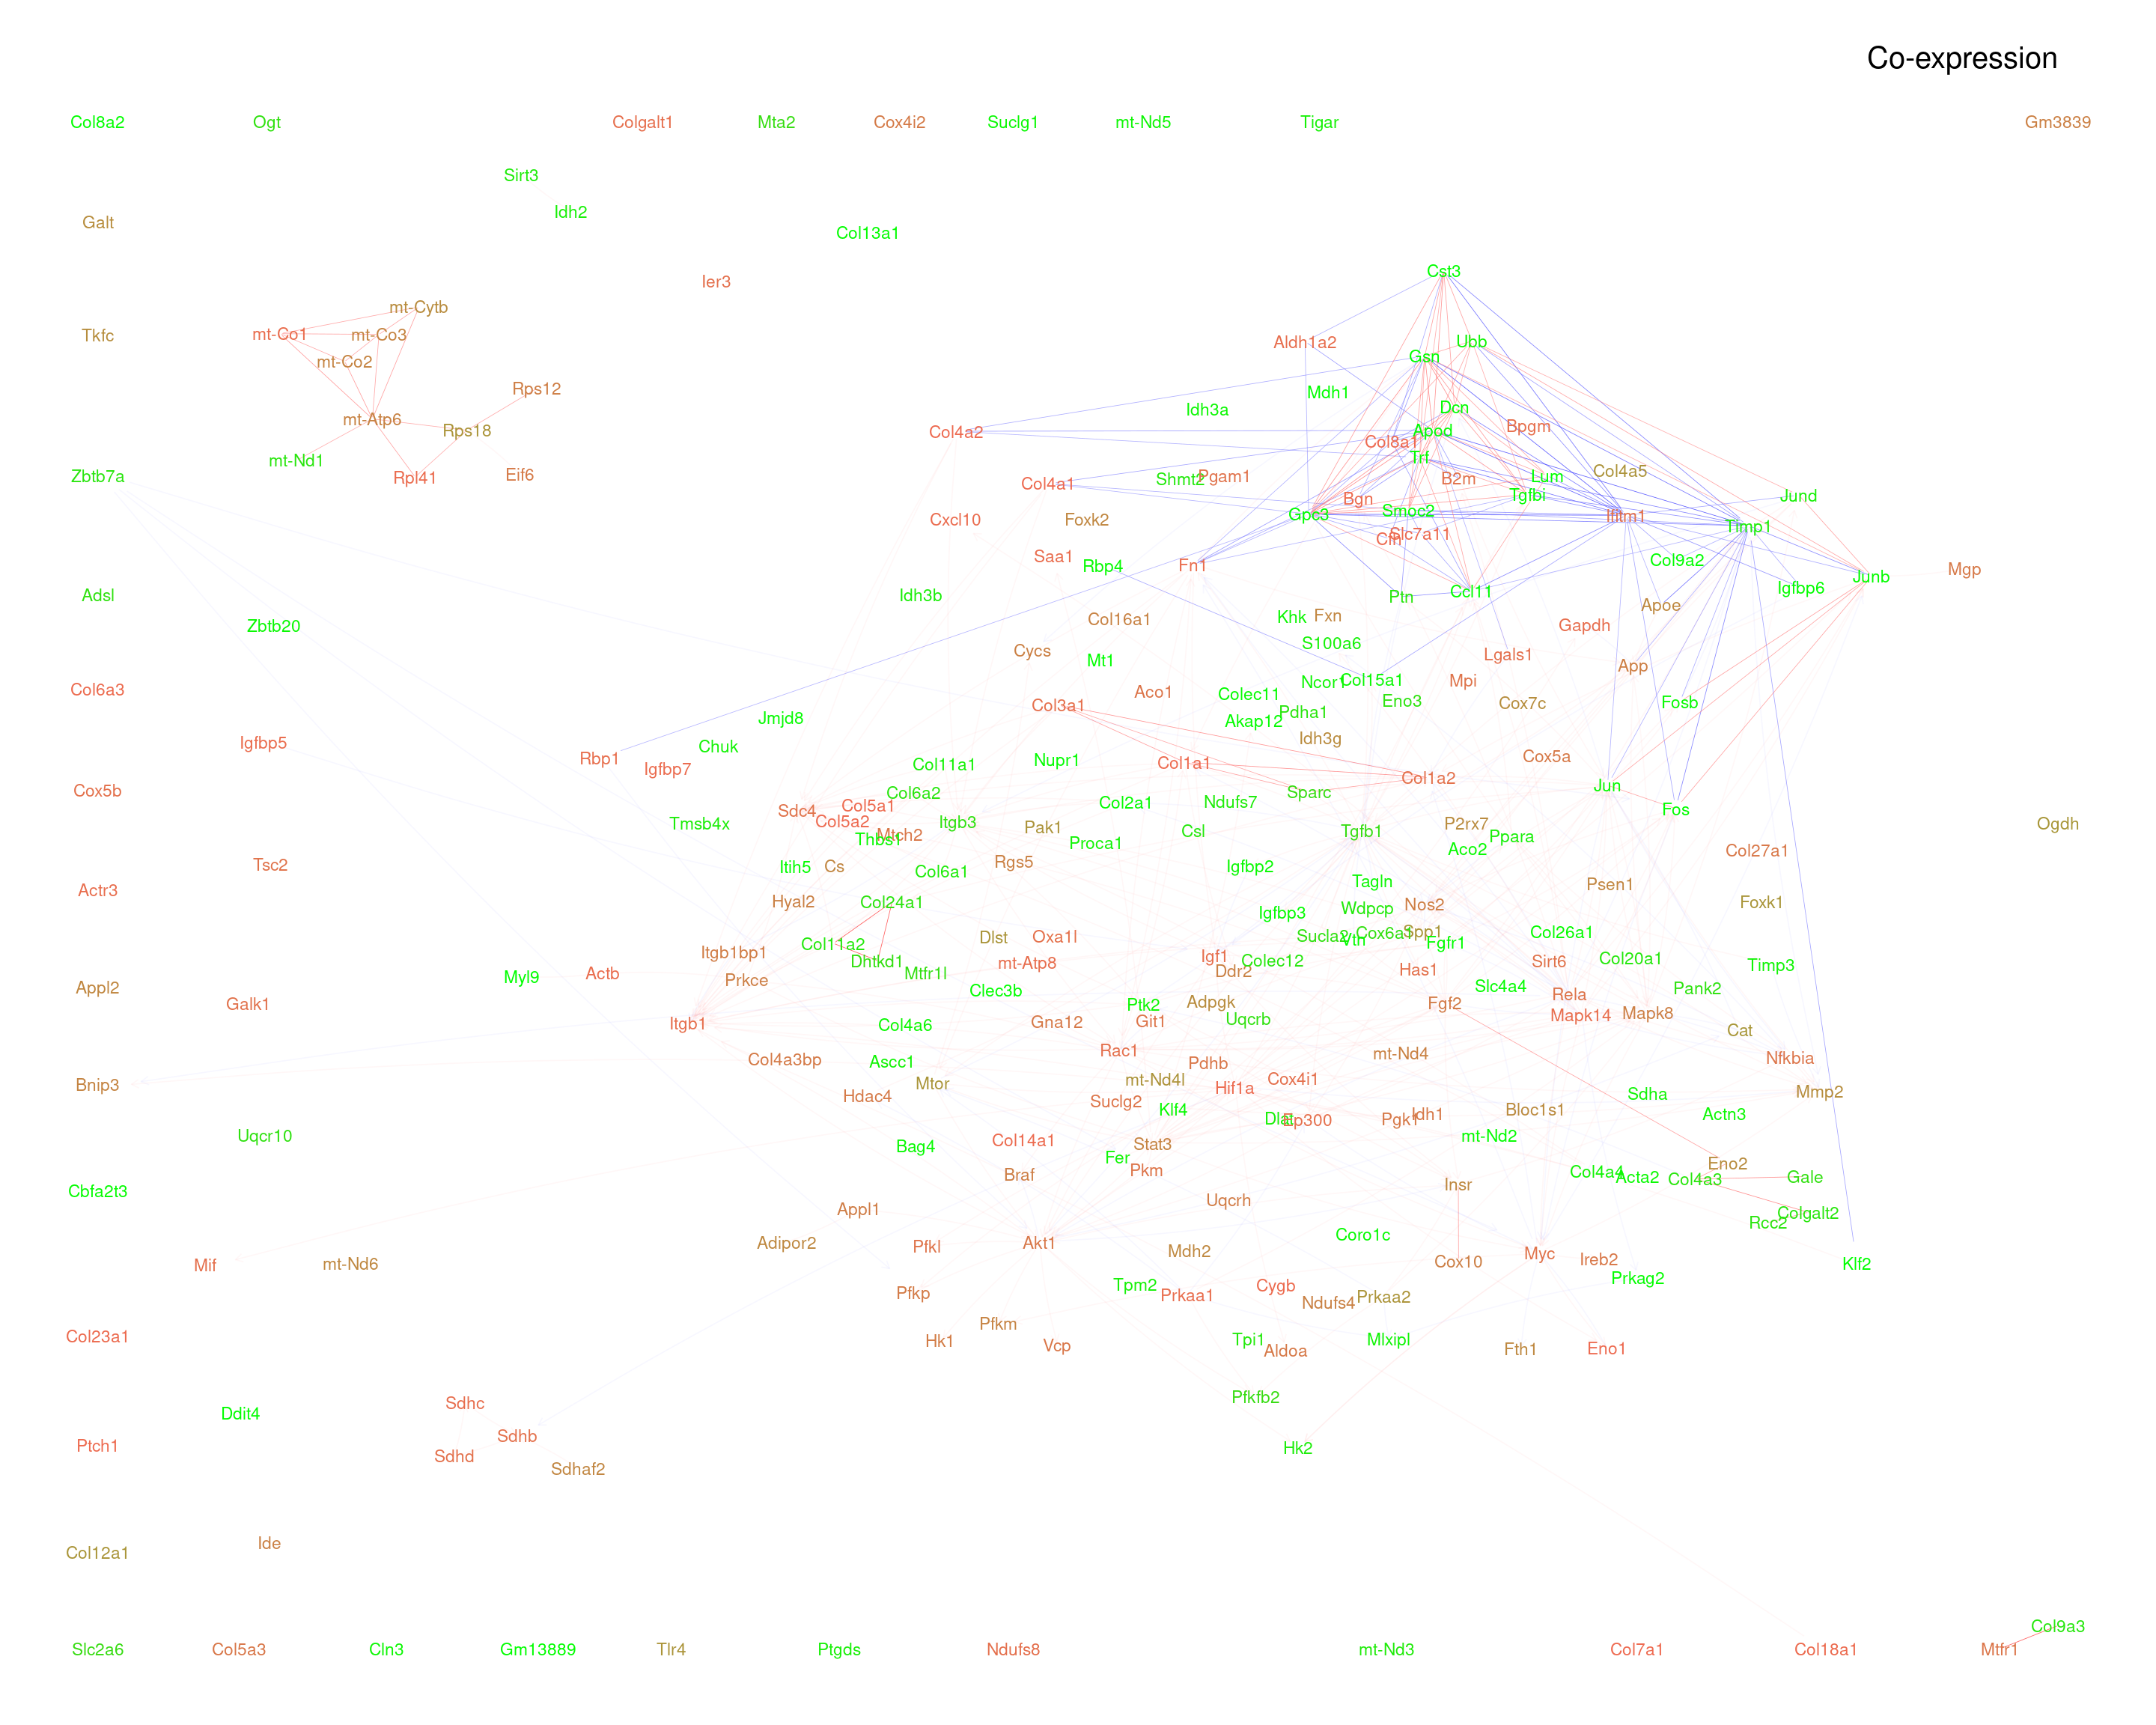 Co-expression
Col8a2 Ogt Colgalt1 Mta2 Cox4i2 Suclg1 mt-Nd5 Tigar Gm3839
Sirt3
Idh2
Galt
Col13a1
Cst3
Ier3
mt-Cytb
mt-Co1 mt-Co3 Tkfc
Aldh1a2 Ubb
Gsn
mt-Co2
Rps12 Mdh1
Dcn
Idh3a
mt-Atp6 Bpgm
Rps18 Col4a2 Apod
Col8a1
mt-Nd1 Trf
Col4a5
Zbtb7a Rpl41 Eif6 Shmt2 Pgam1 B2m Lum
Col4a1 Bgn Tgfbi Jund
Cxcl10 Foxk2 Gpc3 Smoc2 Ifitm1 Timp1
Cfh Slc7a11
Saa1 Rbp4 Fn1 Col9a2 Mgp
Junb
Adsl Idh3b Ptn Ccl11 Igfbp6
Apoe
Zbtb20 Col16a1 Khk Fxn Gapdh
S100a6
Cycs Mt1 Lgals1 App
Col6a3 Aco1 Colec11 Ncor1 Col15a1 Mpi
Col3a1 Eno3 Cox7c Fosb
Jmjd8 Akap12 Pdha1
Igfbp5 Chuk Idh3g
Rbp1 Igfbp7 Col11a1 Nupr1 Col1a1 Cox5a
Col1a2
Cox5b Col6a2 Sparc Jun
Sdc4 Col5a1 Col2a1 Ndufs7 Fos
Tmsb4x Col5a2 Itgb3 Pak1 Csl Tgfb1 P2rx7 Ogdh
Thbs1 Mtch2 Proca1 Aco2 Ppara
Tsc2 Itih5 Cs Col6a1 Rgs5 Igfbp2 Col27a1
Actr3 Tagln Psen1
Hyal2 Col24a1 Igfbp3 Wdpcp Nos2 Foxk1
Itgb1bp1 Col11a2 Dlst Oxa1l Sucla2 Vtn Cox6a1 Spp1 Fgfr1 Col26a1
Dhtkd1 mt-Atp8 Igf1 Colec12 Sirt6 Col20a1 Timp3
Appl2 Myl9 Actb Prkce Mtfr1l Clec3b Ddr2 Has1 Slc4a4 Pank2
Galk1 Ptk2 Adpgk Fgf2 Rela
Itgb1 Col4a6 Gna12 Git1 Uqcrb Mapk14 Mapk8 Cat
Col4a3bp Ascc1 Rac1 Pdhb mt-Nd4 Nfkbia
Bnip3 Mtor mt-Nd4l Hif1a Cox4i1 Sdha Mmp2
Hdac4 Suclg2 Klf4 Dlat Ep300 Pgk1 Idh1 Bloc1s1 Actn3
Uqcr10 Bag4 Col14a1 Stat3 mt-Nd2
Fer Pkm Eno2
Cbfa2t3 Braf Insr Col4a4 Acta2 Col4a3 Gale
Appl1 Uqcrh Colgalt2
Rcc2
Adipor2 Pfkl Akt1 Mdh2 Coro1c Myc
Mif mt-Nd6 Cox10 Ireb2 Klf2
Pfkp Tpm2 Prkaa1 Cygb Ndufs4 Prkaa2 Prkag2
Col23a1 Hk1 Pfkm Vcp Tpi1 Aldoa Mlxipl Fth1 Eno1
Sdhc Pfkfb2
Ddit4
Ptch1 Sdhb Hk2
Sdhd Sdhaf2
Col12a1 Ide
Col9a3
Slc2a6 Col5a3 Cln3 Gm13889 Tlr4 Ptgds Ndufs8 mt-Nd3 Col7a1 Col18a1 Mtfr1